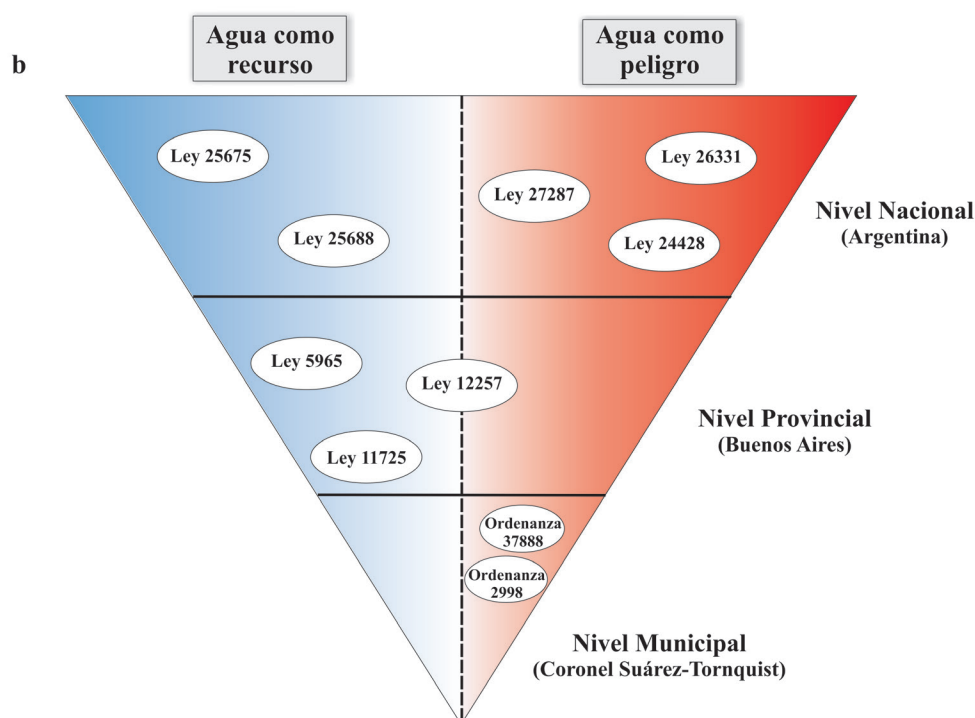 b
Agua como
recurso
Agua como
peligro
Ley 25675
Ley 26331
Ley 27287
Ley 25688
Ley 24428
Nivel Nacional
(Argentina)
Ley 5965
Ley 12257
Ley 11725
Nivel Provincial
(Buenos Aires)
Ordenanza
37888
Ordenanza
2998
Nivel Municipal
(Coronel Suárez-Tornquist)